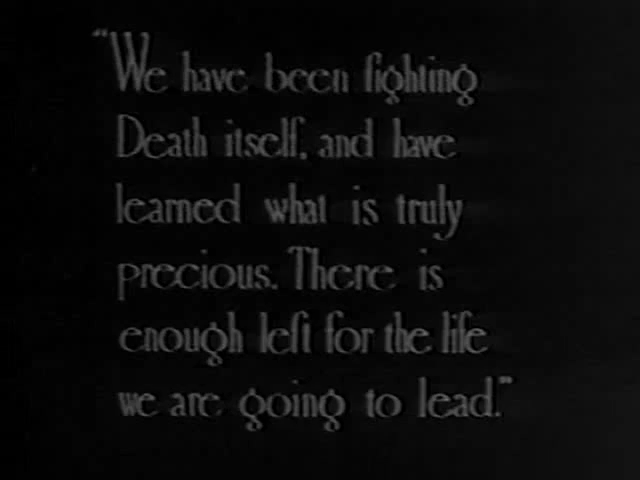 "We have been fighting
Death itself, and have
learned what is truly
precious. There is
enough left for the life
we are going to lead."